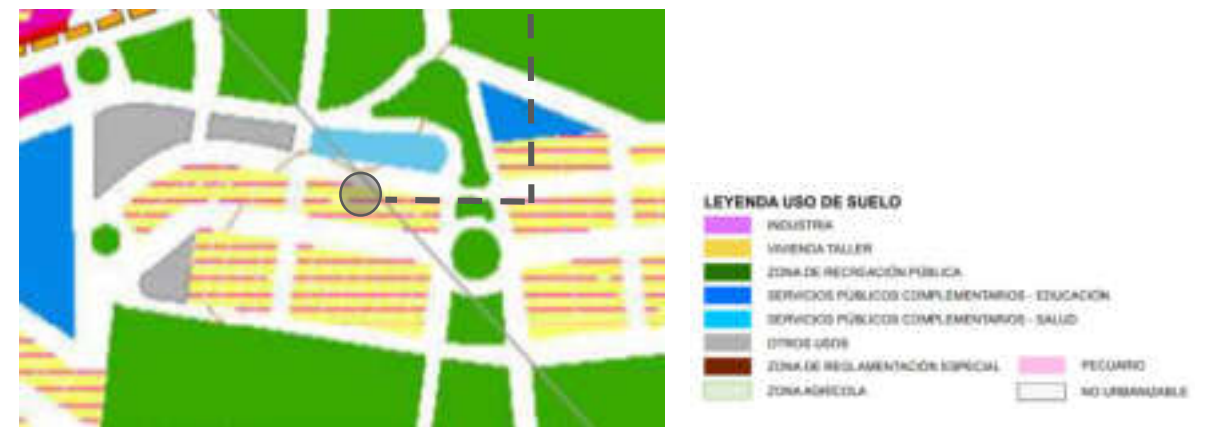 LEYENDA USO DE SUELO
INDUSTRIA
VIVIENDA TALLER
ZONA DE RECREACIÓN PÚBLICA
SERVICIOS PÚBLICOS COMPLEMENTARIOS - EDUCACIÓN
SERVICIOS PÚBLICOS COMPLEMENTARIOS - SALUD
OTROS USOS
ZONA DE REGLAMENTACIÓN ESPECIAL
PECUARIO
ZONA AGRÍCOLA
NO URBANIZABLE